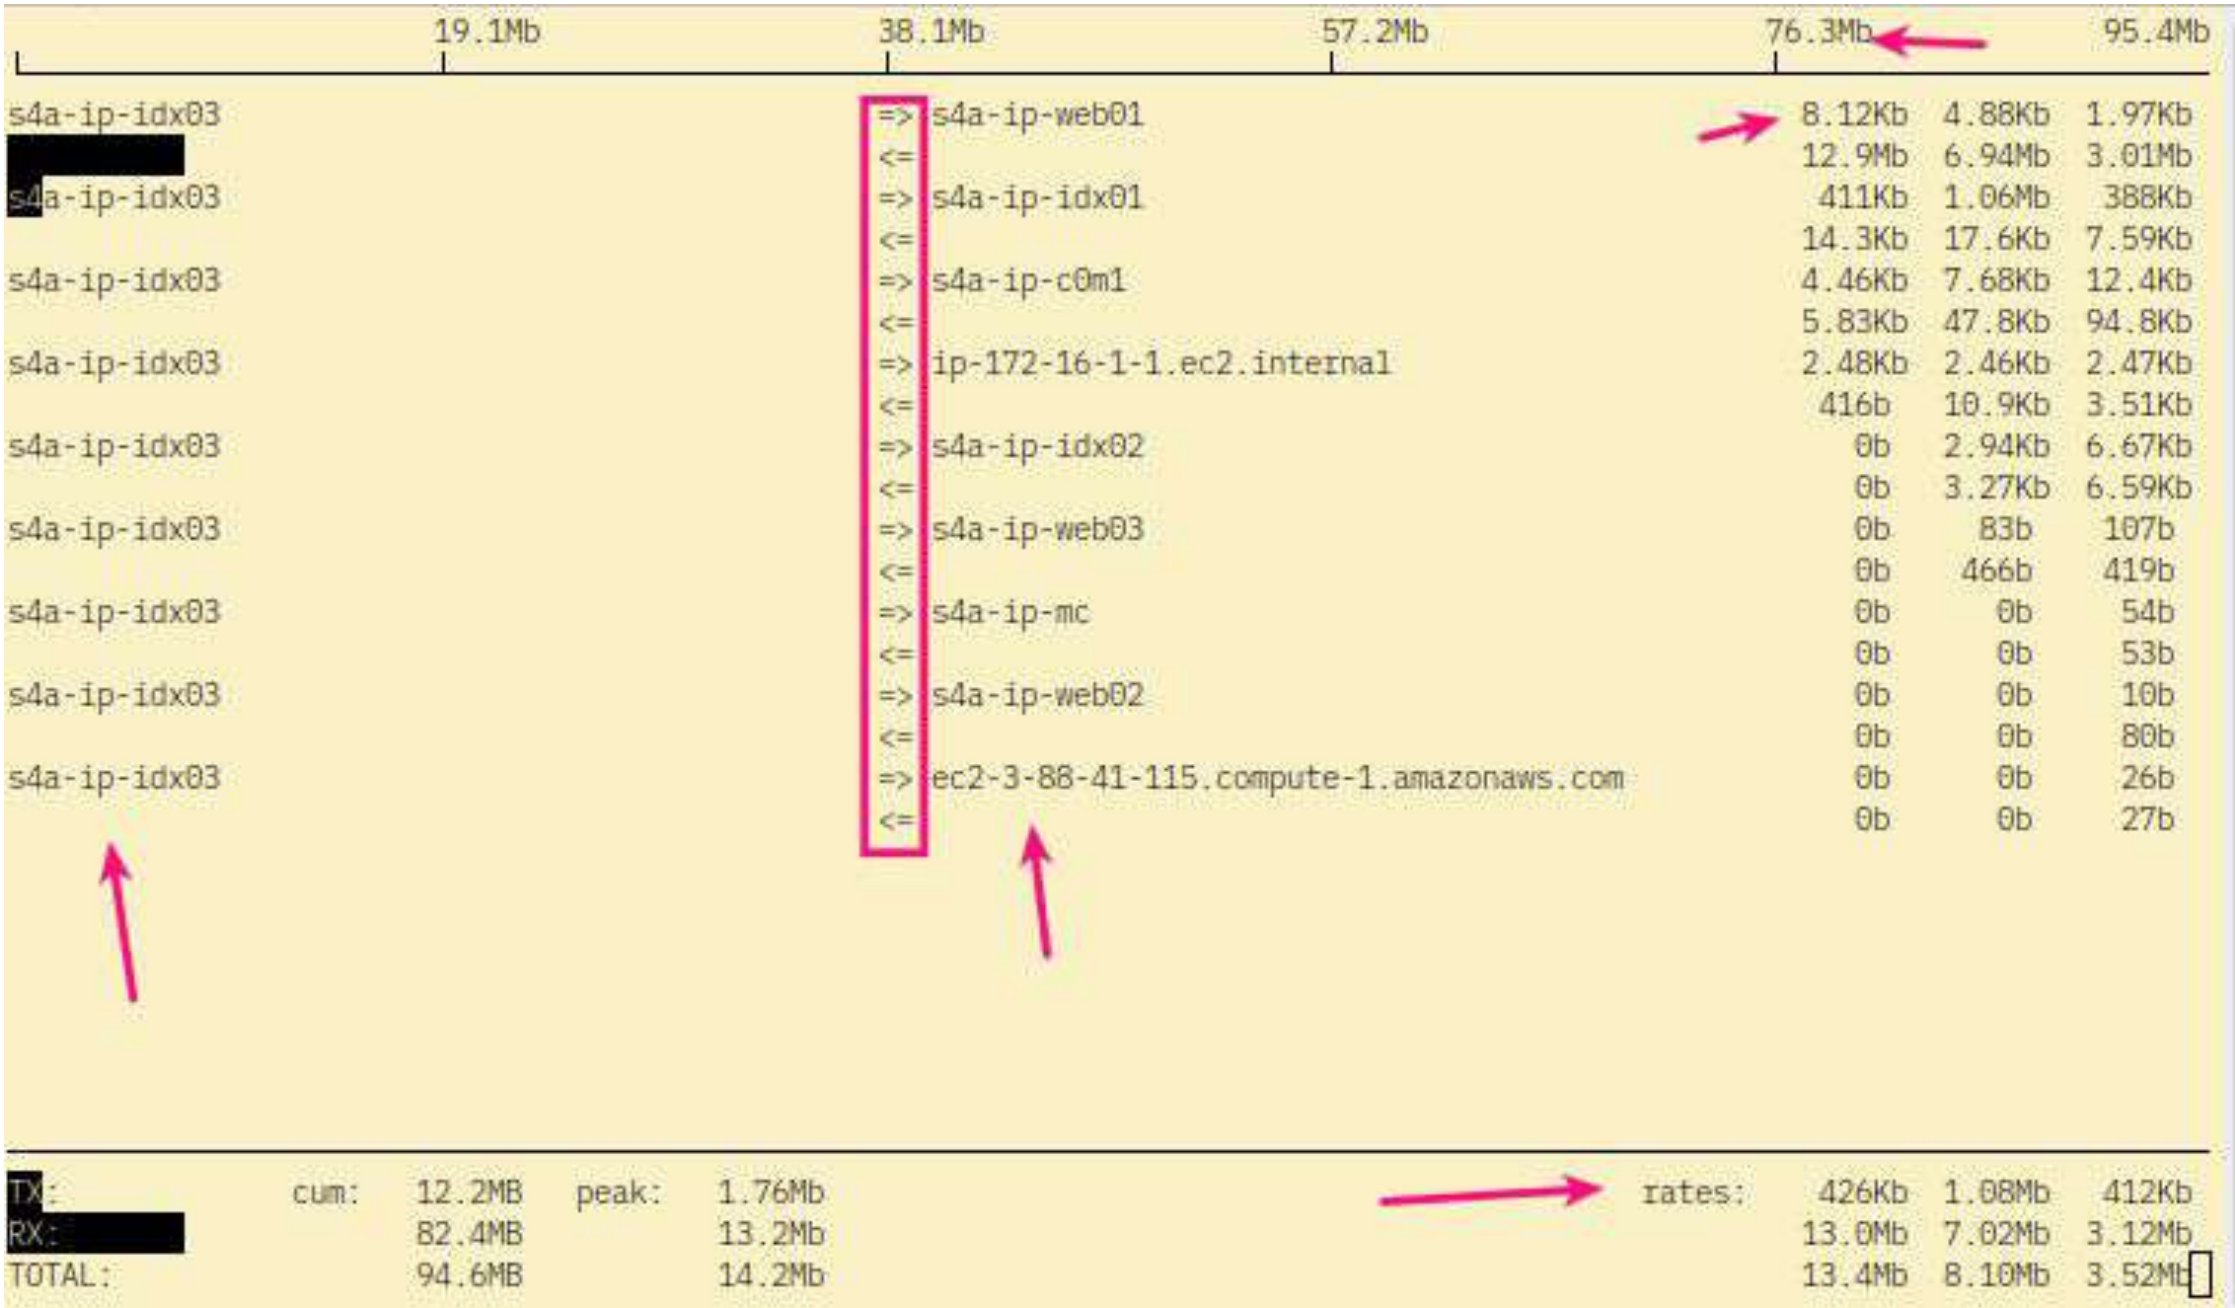 19.1Mb 38.1Mb 57.2Mb 76.3Mb 95.4Mb
s4a-ip-idx03 => s4a-ip-web01 8.12Kb 4.88Kb 1.97Kb
<= 12.9Mb 6.94Mb 3.01Mb
s4a-ip-idx03 => s4a-ip-idx01 411Kb 1.06Mb 388Kb
<= 14.3Kb 17.6Kb 7.59Kb
s4a-ip-idx03 => s4a-ip-c0m1 4.46Kb 7.68Kb 12.4Kb
<= 5.83Kb 47.8Kb 94.8Kb
s4a-ip-idx03 => ip-172-16-1-1.ec2.internal 2.48Kb 2.46Kb 2.47Kb
<= 416b 10.9Kb 3.51Kb
s4a-ip-idx03 => s4a-ip-idx02 0b 2.94Kb 6.67Kb
<= 0b 3.27Kb 6.59Kb
s4a-ip-idx03 => s4a-ip-web03 0b 83b 107b
<= 0b 466b 419b
s4a-ip-idx03 => s4a-ip-mc 0b 0b 54b
<= 0b 0b 53b
s4a-ip-idx03 => s4a-ip-web02 0b 0b 10b
<= 0b 0b 80b
s4a-ip-idx03 => ec2-3-88-41-115.compute-1.amazonaws.com 0b 0b 26b
<= 0b 0b 27b
TX: cum: 12.2MB peak: 1.76Mb rates: 426Kb 1.08Mb 412Kb
RX: 82.4MB 13.2Mb 13.0Mb 7.02Mb 3.12Mb
TOTAL: 94.6MB 14.2Mb 13.4Mb 8.10Mb 3.52Mb